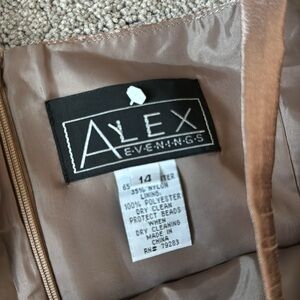 ALEX
E·V·E·N·I·N·G·S
14
35% NYLON
LINING:
100% POLYESTER
DRY CLEAN
PROTECT BEADS
WHEN
DRY CLEANING
MADE IN
CHINA
RN# 79283